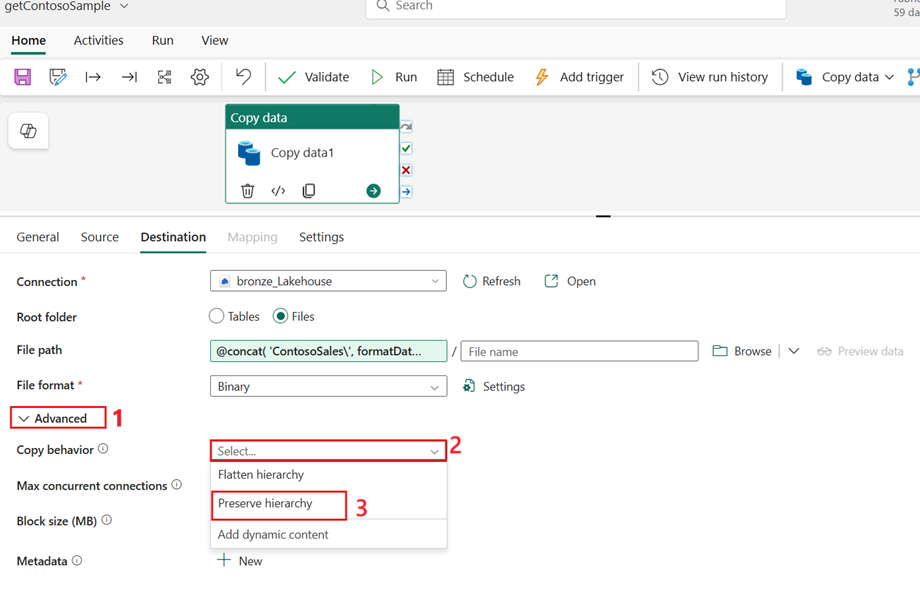 getContosoSample
Search
59 da
Home Activities Run View
Validate Run Schedule Add trigger View run history Copy data
Copy data
Copy data1
General Source Destination Mapping Settings
Connection * bronze_Lakehouse Refresh Open
Root folder Tables Files
File path @concat( 'ContosoSales\', formatDat... / File name Browse Preview data
File format * Binary Settings
Advanced 1
Copy behavior Select... 2
Flatten hierarchy
Max concurrent connections
Preserve hierarchy 3
Block size (MB)
Add dynamic content
Metadata New